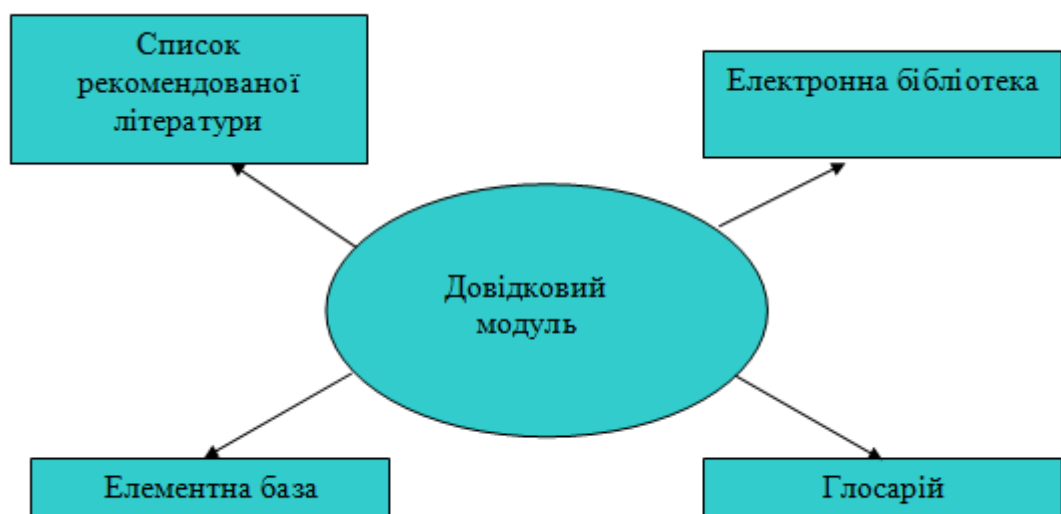 Список
рекомендованої
літератури
Електронна бібліотека
Довідковий
модуль
Елементна база
Глосарій